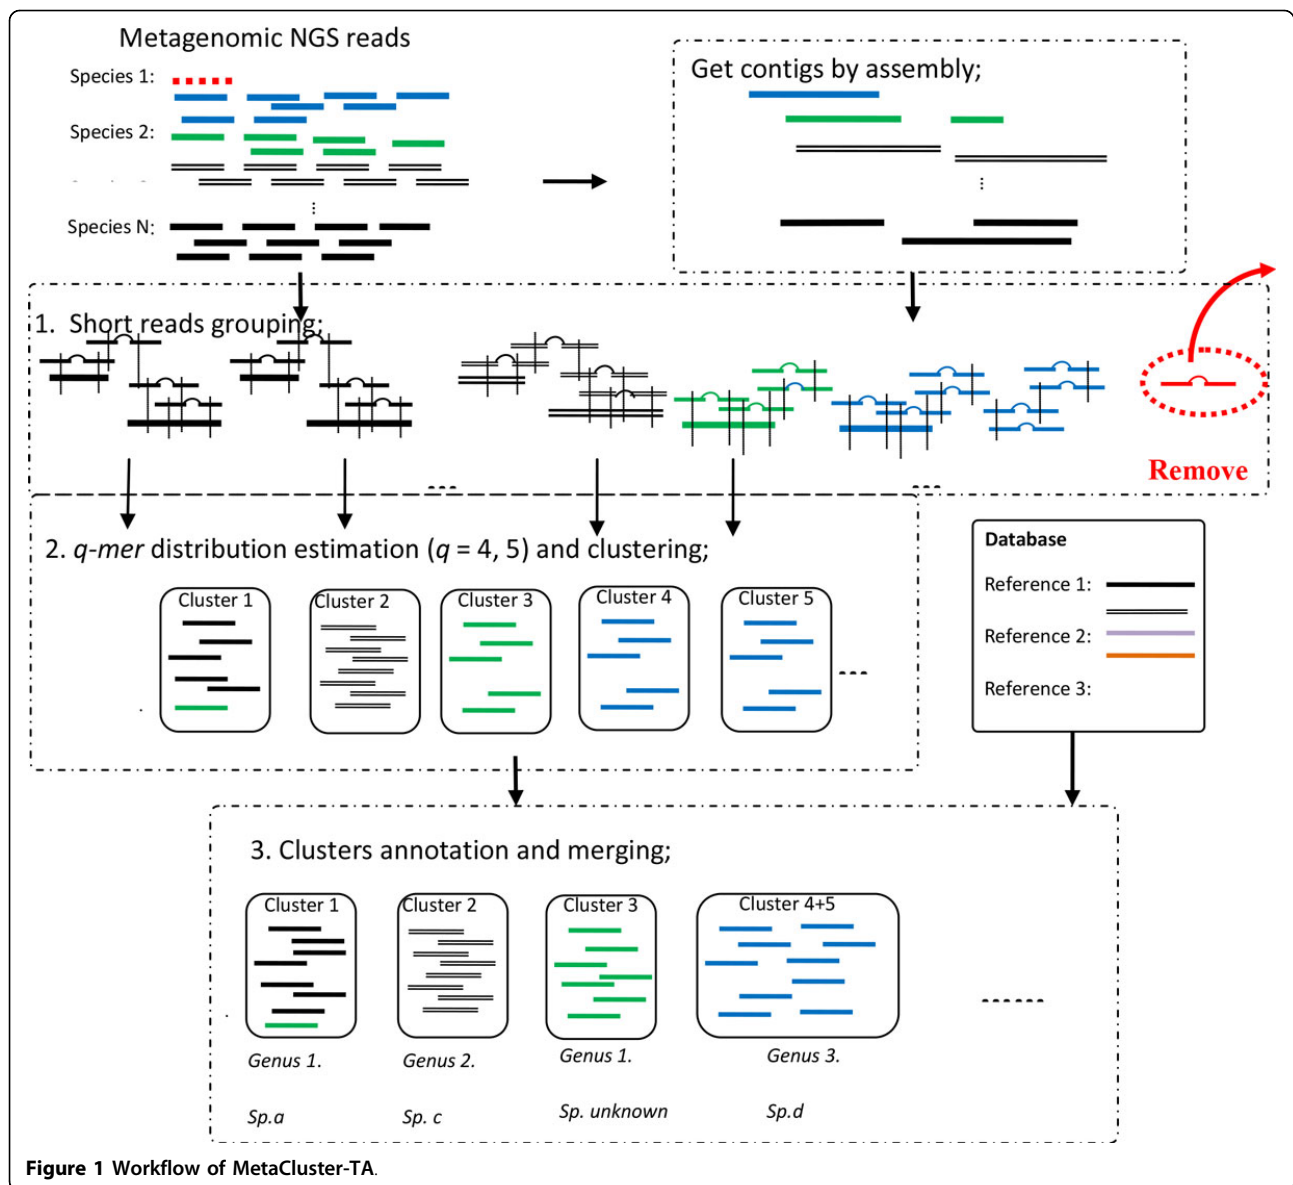 Metagenomic NGS reads
Species 1:
Species 2:
Species N:
Get contigs by assembly;
1. Short reads grouping;
Remove
2. q-mer distribution estimation (q = 4, 5) and clustering;
Cluster 1
Cluster 2
Cluster 3
Cluster 4
Cluster 5
Database
Reference 1:
Reference 2:
Reference 3:
3. Clusters annotation and merging;
Cluster 1
Cluster 2
Cluster 3
Cluster 4+5
Genus 1.
Genus 2.
Genus 1.
Genus 3.
Sp.a
Sp. c
Sp. unknown
Sp.d
Figure 1 Workflow of MetaCluster-TA.